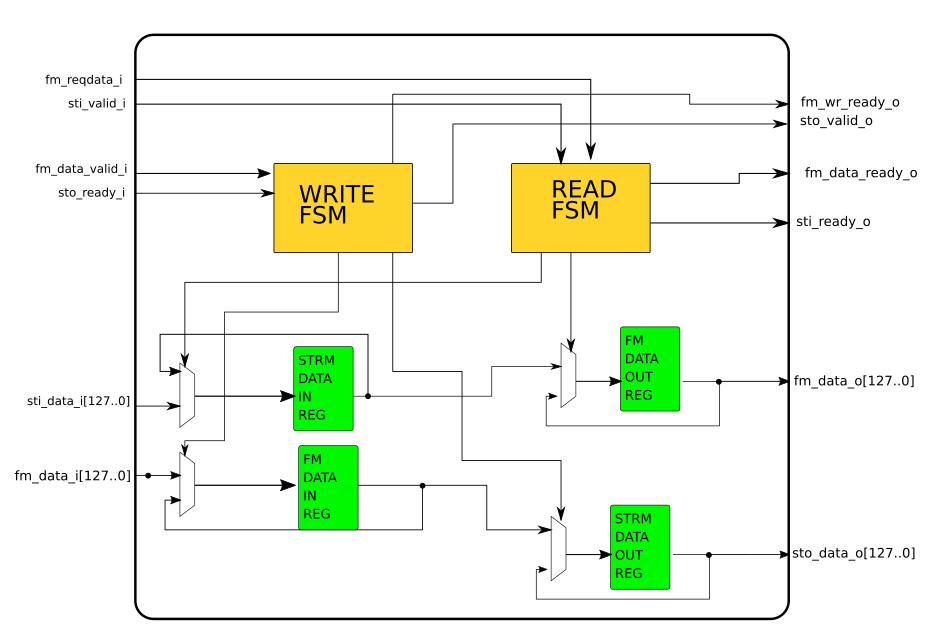 fm_reqdata_i
sti_valid_i
fm_wr_ready_o
sto_valid_o
fm_data_valid_i
sto_ready_i
WRITE
FSM
READ
FSM
fm_data_ready_o
sti_ready_o
STRM
DATA
IN
REG
FM
DATA
OUT
REG
sti_data_i[127..0]
fm_data_o[127..0]
fm_data_i[127..0]
FM
DATA
IN
REG
STRM
DATA
OUT
REG
sto_data_o[127..0]